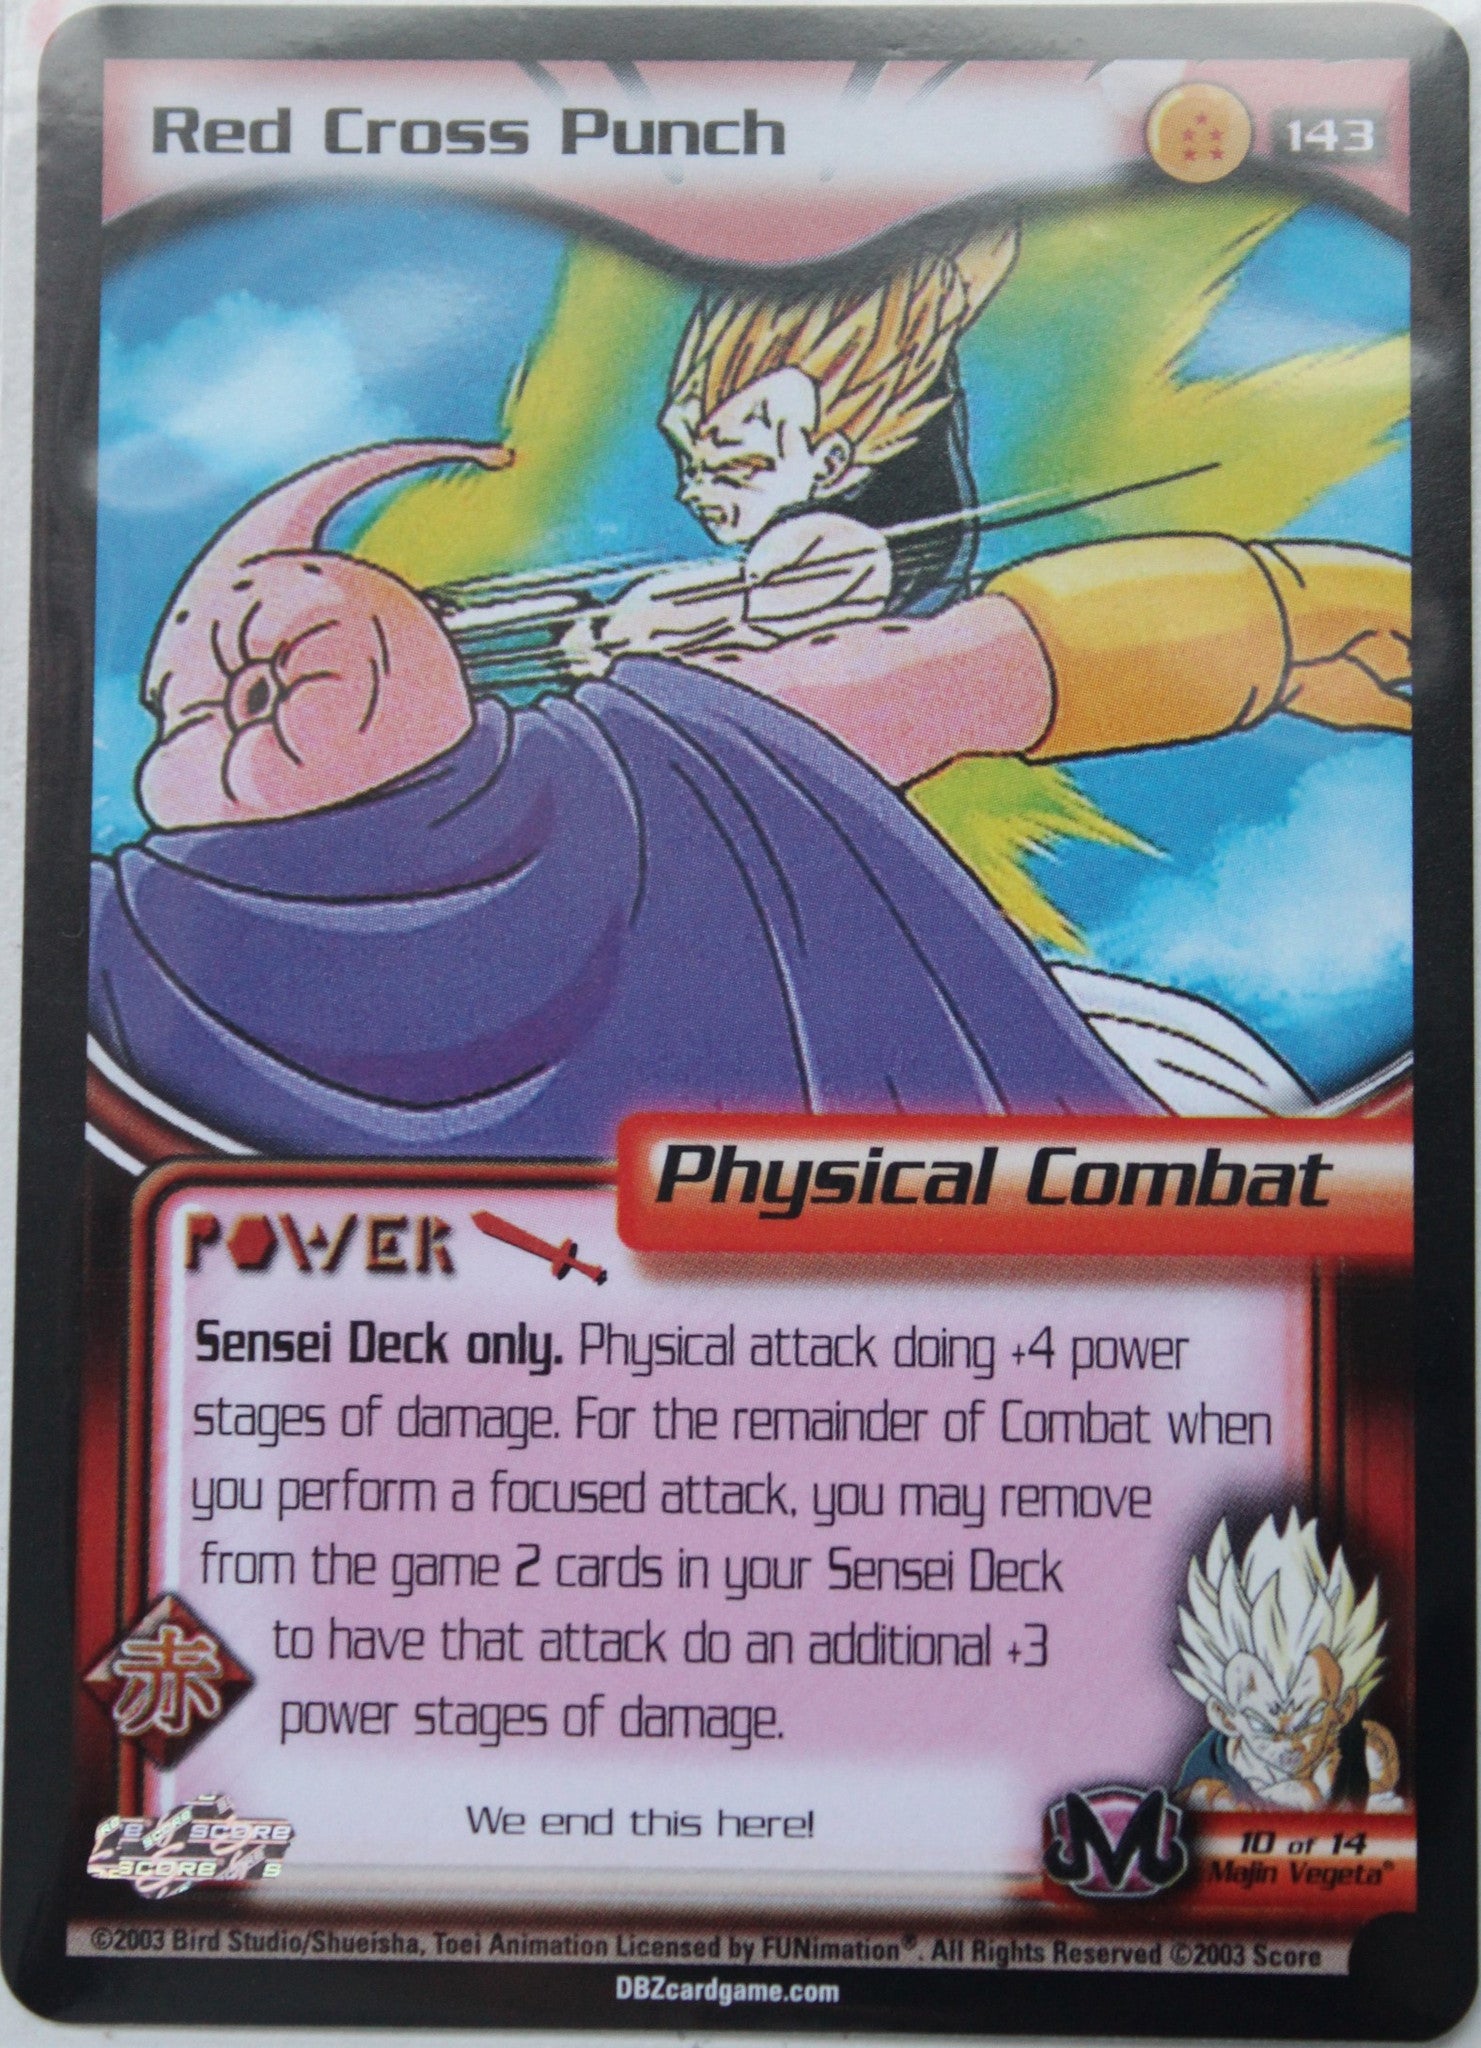 Red Cross Punch
143
Physical Combat
POWER
Sensei Deck only. Physical attack doing +4 power
stages of damage. For the remainder of Combat when
you perform a focused attack, you may remove
from the game 2 cards in your Sensei Deck
to have that attack do an additional +3
power stages of damage.
赤
We end this here!
SCORE
SCORE
M
10 of 14
Majin Vegeta®
©2003 Bird Studio/Shueisha, Toei Animation Licensed by FUNimation®. All Rights Reserved ©2003 Score
DBZcardgame.com